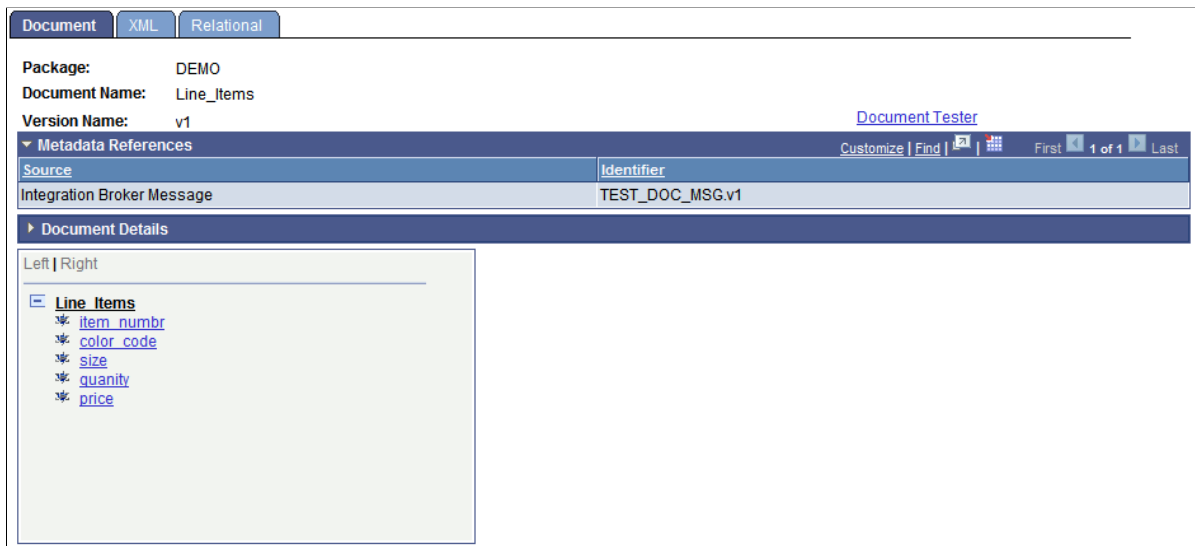 Document XML Relational
Package: DEMO
Document Name: Line_Items
Version Name: v1 Document Tester
Metadata References Customize | Find | | First 1 of 1 Last
Source Identifier
Integration Broker Message TEST_DOC_MSG.v1
Document Details
Left | Right
Line_Items
item_numbr
color_code
size
quanity
price